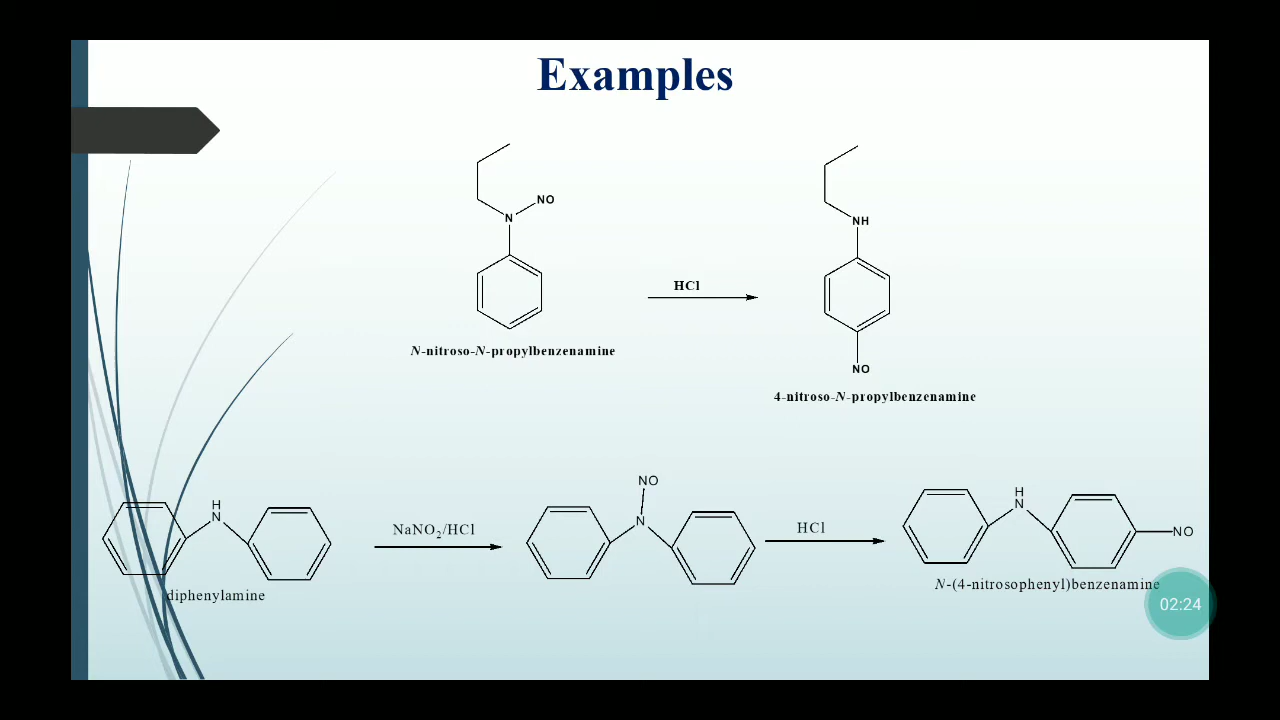 Examples
NO
N
NH
HCl
N-nitroso-N-propylbenzenamine
NO
4-nitroso-N-propylbenzenamine
NO
H
N
NaNO2/HCl
N
HCl
H
N
NO
diphenylamine
N-(4-nitrosophenyl)benzenamine
02:24